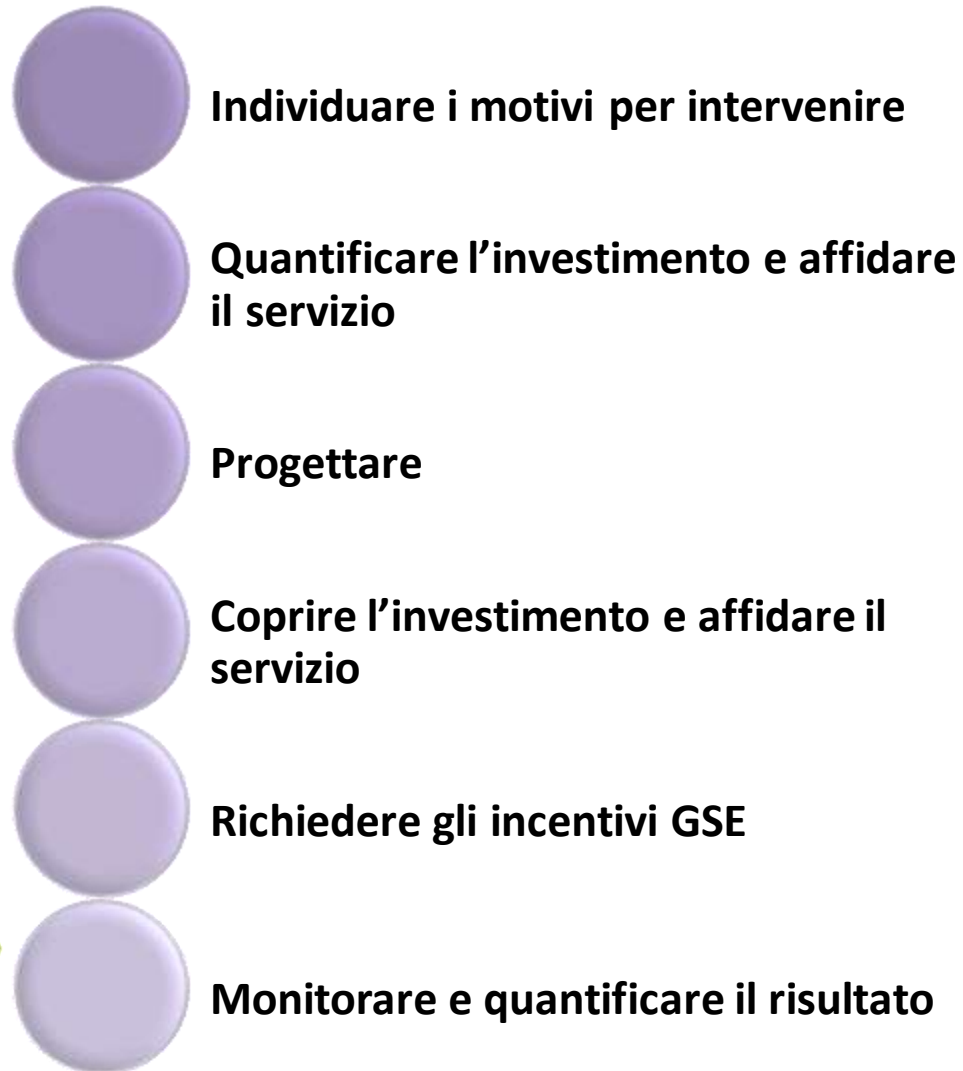 Individuare i motivi per intervenire
Quantificare l’investimento e affidare
il servizio
Progettare
Coprire l’investimento e affidare il
servizio
Richiedere gli incentivi GSE
Monitorare e quantificare il risultato